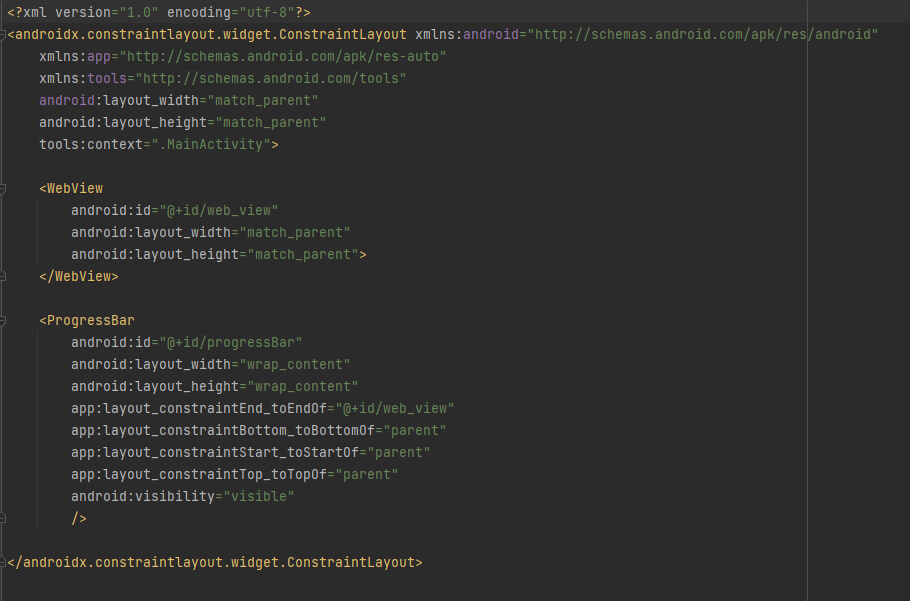 <?xml version="1.0" encoding="utf-8"?>
<androidx.constraintlayout.widget.ConstraintLayout xmlns:android="http://schemas.android.com/apk/res/android"
    xmlns:app="http://schemas.android.com/apk/res-auto"
    xmlns:tools="http://schemas.android.com/tools"
    android:layout_width="match_parent"
    android:layout_height="match_parent"
    tools:context=".MainActivity">

    <WebView
        android:id="@+id/web_view"
        android:layout_width="match_parent"
        android:layout_height="match_parent">
    </WebView>

    <ProgressBar
        android:id="@+id/progressBar"
        android:layout_width="wrap_content"
        android:layout_height="wrap_content"
        app:layout_constraintEnd_toEndOf="@+id/web_view"
        app:layout_constraintBottom_toBottomOf="parent"
        app:layout_constraintStart_toStartOf="parent"
        app:layout_constraintTop_toTopOf="parent"
        android:visibility="visible"
        />

</androidx.constraintlayout.widget.ConstraintLayout>